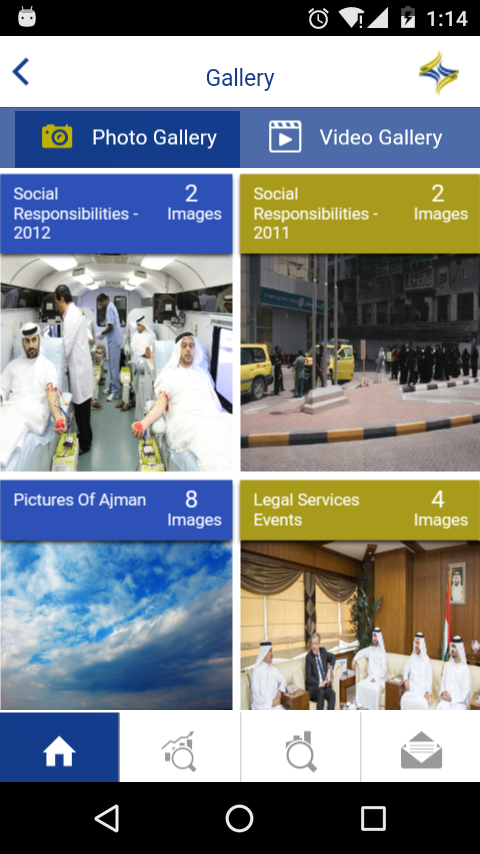 1:14
Gallery
Photo Gallery
Video Gallery
Social
Responsibilities -
2012
2
Images
Social
Responsibilities -
2011
2
Images
Pictures Of Ajman
8
Images
Legal Services
Events
4
Images